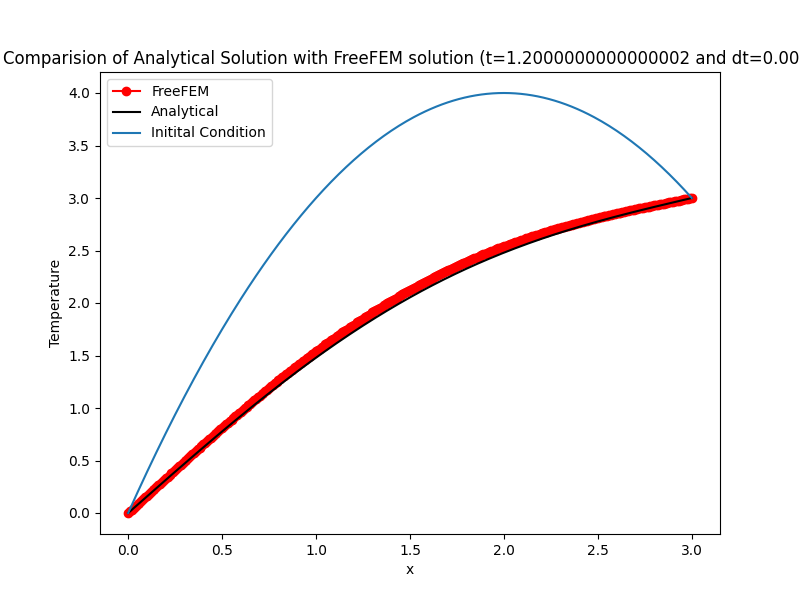 Comparision of Analytical Solution with FreeFEM solution (t=1.2000000000000002 and dt=0.00
FreeFEM
Analytical
Initital Condition
4.0
3.5
3.0
2.5
2.0
1.5
1.0
0.5
0.0
Temperature
0.0 0.5 1.0 1.5 2.0 2.5 3.0
x